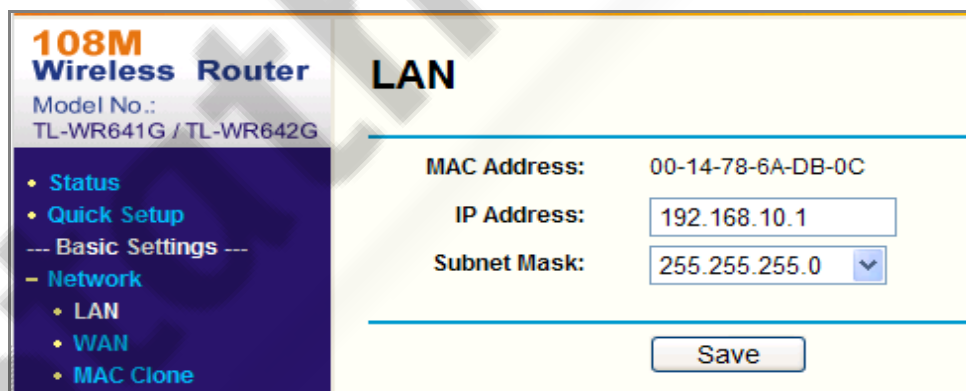 108M
Wireless Router
Model No.:
TL-WR641G / TL-WR642G
• Status
• Quick Setup
--- Basic Settings ---
– Network
• LAN
• WAN
• MAC Clone
LAN
MAC Address: 00-14-78-6A-DB-0C
IP Address: 192.168.10.1
Subnet Mask: 255.255.255.0
Save